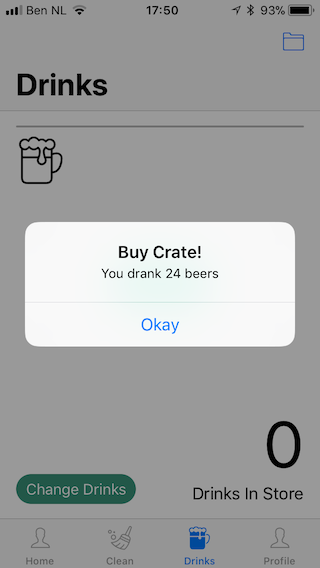 Ben NL 17:50 93%
Drinks
Buy Crate!
You drank 24 beers
Okay
0
Change Drinks Drinks In Store
Home Clean Drinks Profile